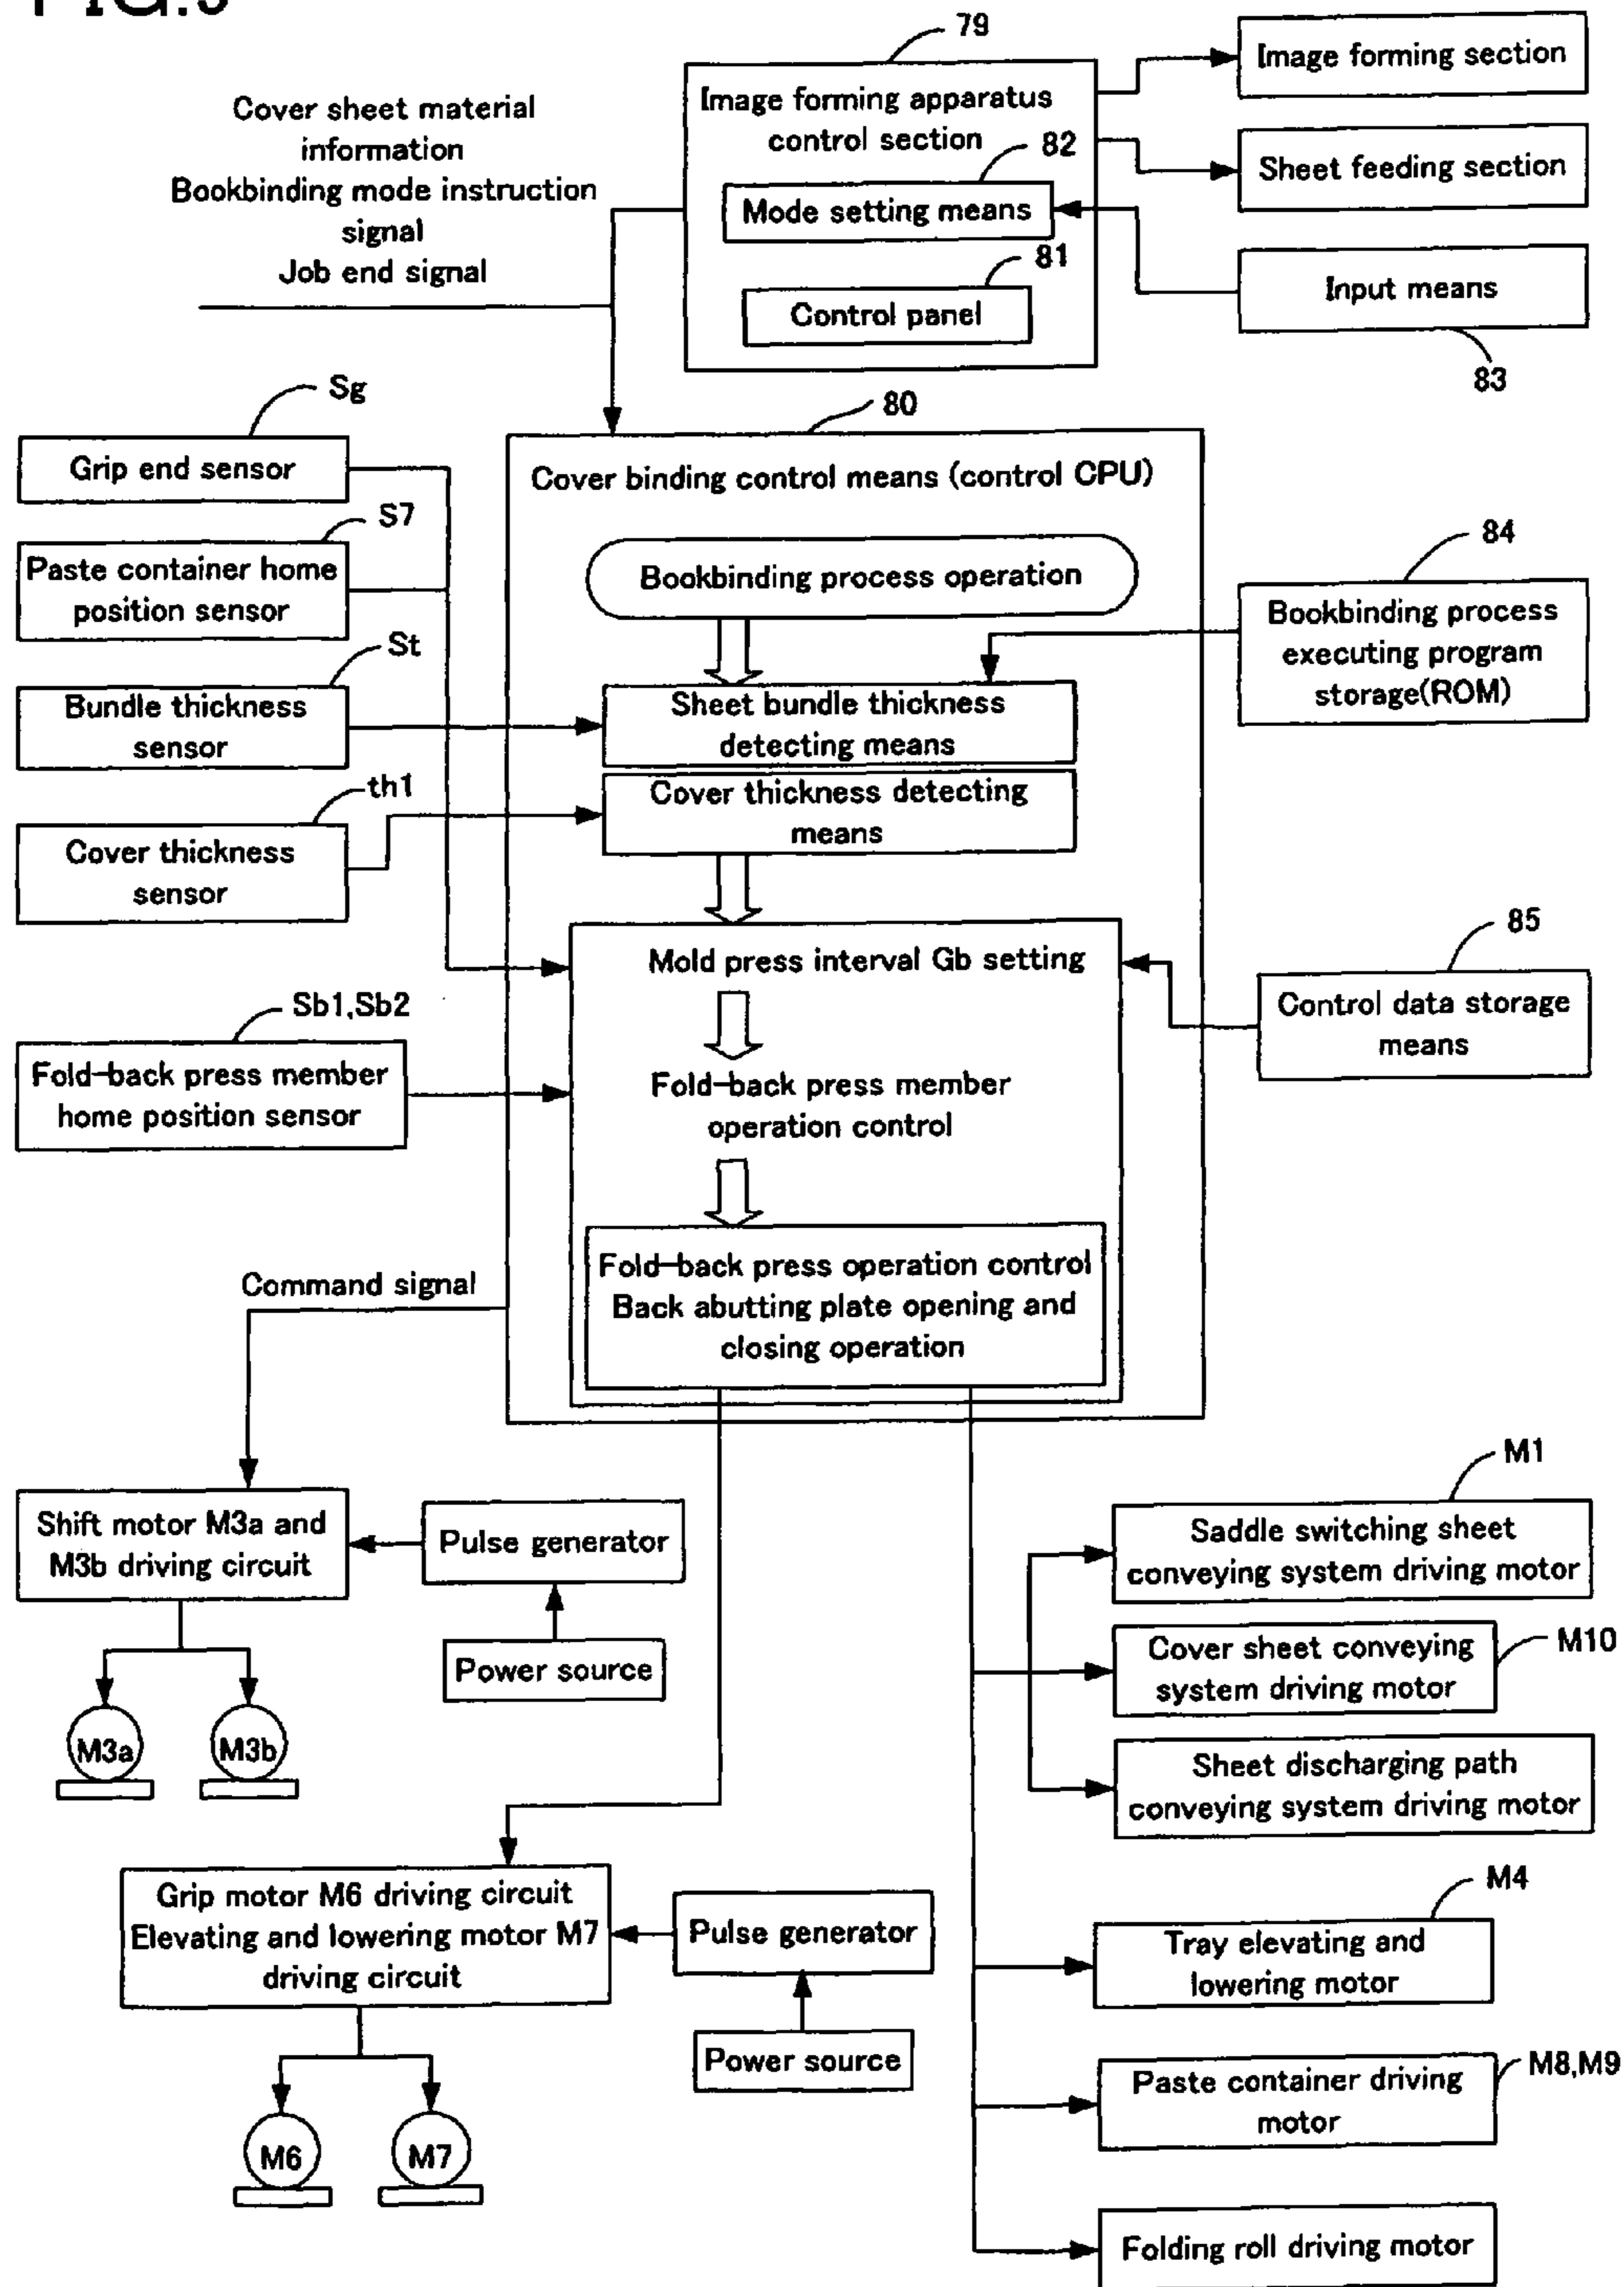 79
Image forming section
Cover sheet material
information
Bookbinding mode instruction
signal
Job end signal
Image forming apparatus
control section
82
Mode setting means
81
Control panel
Sheet feeding section
Input means
83
Sg
Grip end sensor
S7
Paste container home
position sensor
St
Bundle thickness
sensor
th1
Cover thickness
sensor
Sb1,Sb2
Fold-back press member
home position sensor
80
Cover binding control means (control CPU)
Bookbinding process operation
Sheet bundle thickness
detecting means
Cover thickness detecting
means
Mold press interval Gb setting
Fold-back press member
operation control
Fold-back press operation control
Back abutting plate opening and
closing operation
84
Bookbinding process
executing program
storage(ROM)
85
Control data storage
means
Command signal
Shift motor M3a and
M3b driving circuit
Pulse generator
Power source
M3a
M3b
Grip motor M6 driving circuit
Elevating and lowering motor M7
driving circuit
Pulse generator
Power source
M6
M7
M1
Saddle switching sheet
conveying system driving motor
Cover sheet conveying
system driving motor
M10
Sheet discharging path
conveying system driving motor
M4
Tray elevating and
lowering motor
Paste container driving
motor
M8,M9
Folding roll driving motor